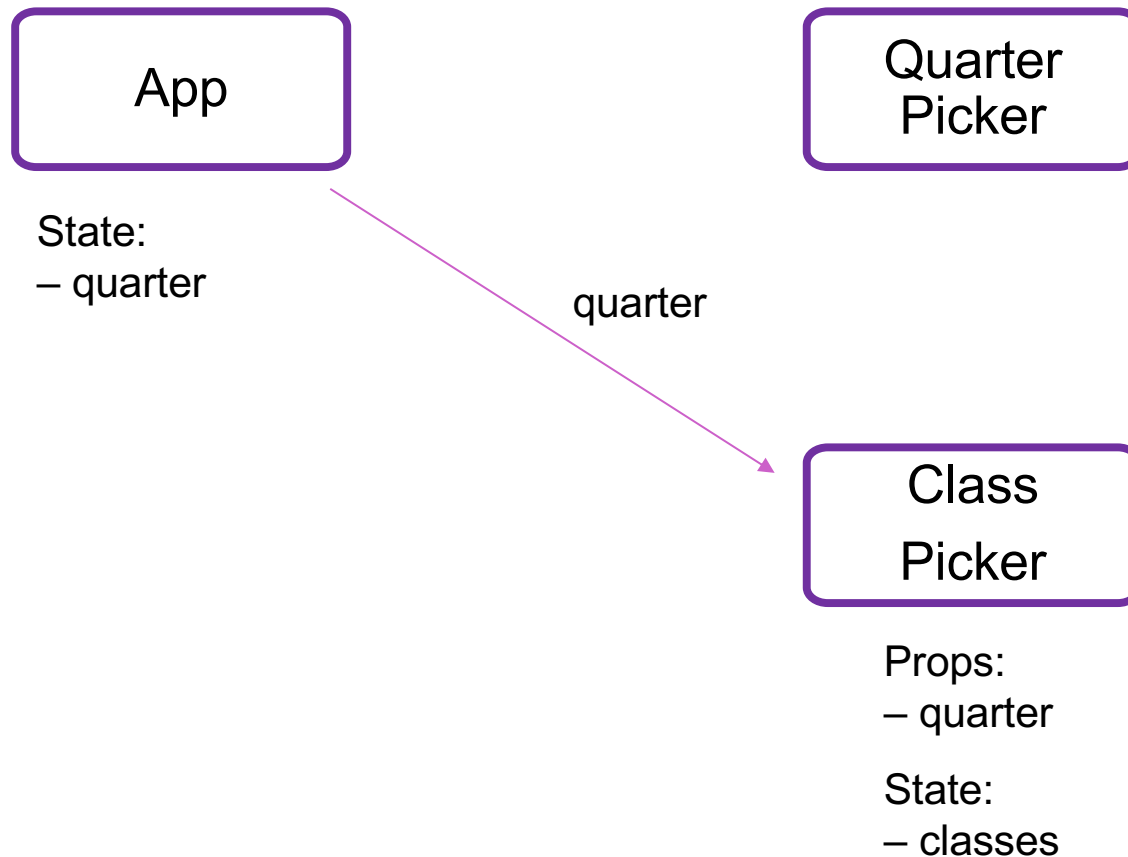 App
Quarter
Picker
State:
– quarter
quarter
Class
Picker
Props:
– quarter
State:
– classes